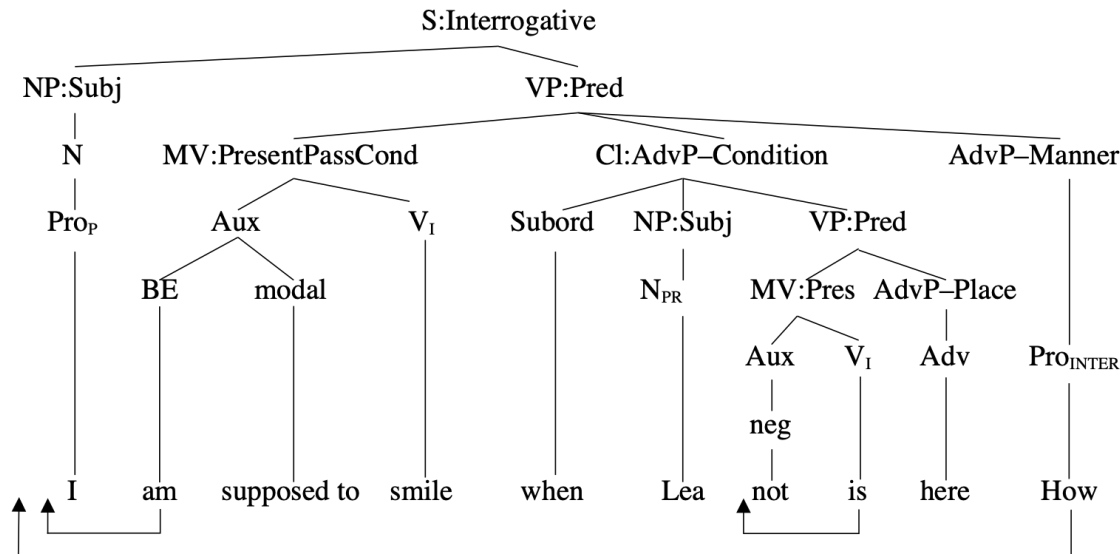 S:Interrogative
NP:Subj VP:Pred
N MV:PresentPassCond Cl:AdvP–Condition AdvP–Manner
ProP Aux VI Subord NP:Subj VP:Pred
BE modal NPR MV:Pres AdvP–Place
Aux VI Adv ProINTER
neg
I am supposed to smile when Lea not is here How